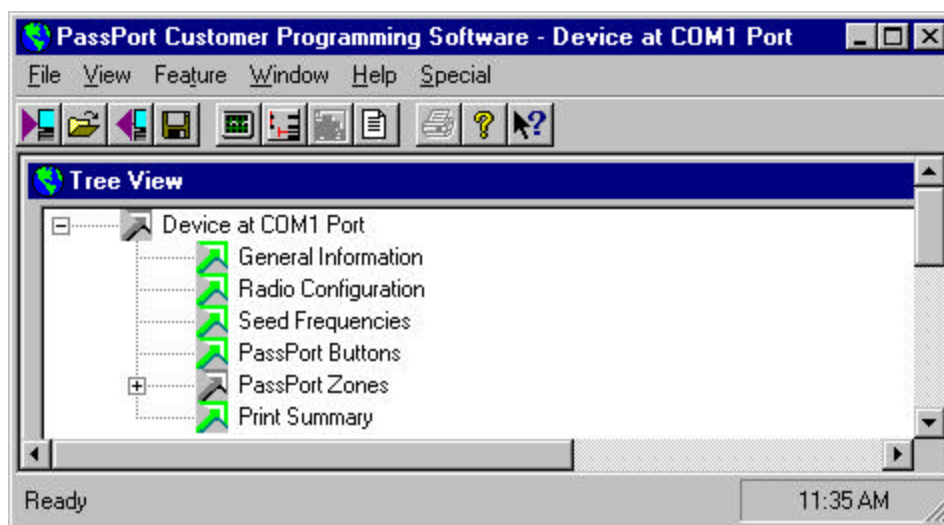 PassPort Customer Programming Software - Device at COM1 Port
File View Feature Window Help Special
Tree View
Device at COM1 Port
General Information
Radio Configuration
Seed Frequencies
PassPort Buttons
PassPort Zones
Print Summary
Ready 11:35 AM